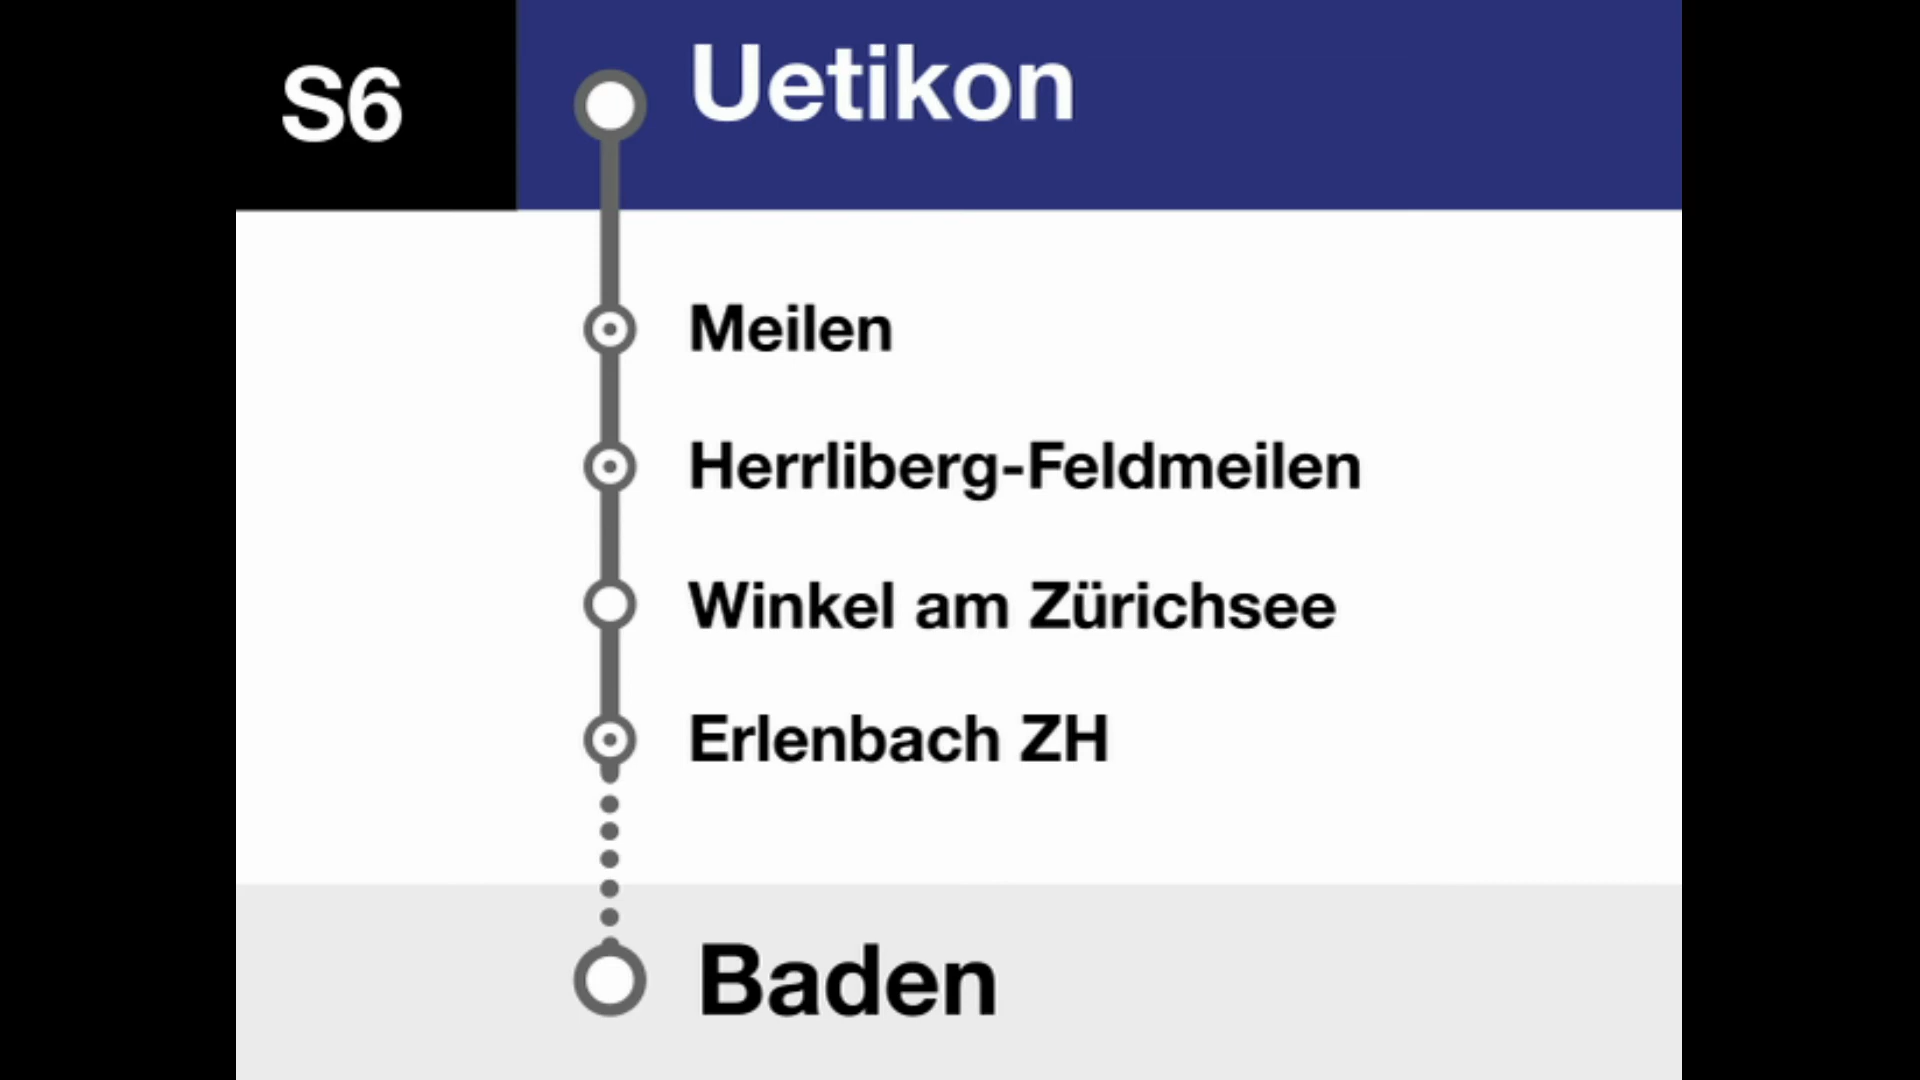 S6
Uetikon
Meilen
Herrliberg-Feldmeilen
Winkel am Zürichsee
Erlenbach ZH
Baden